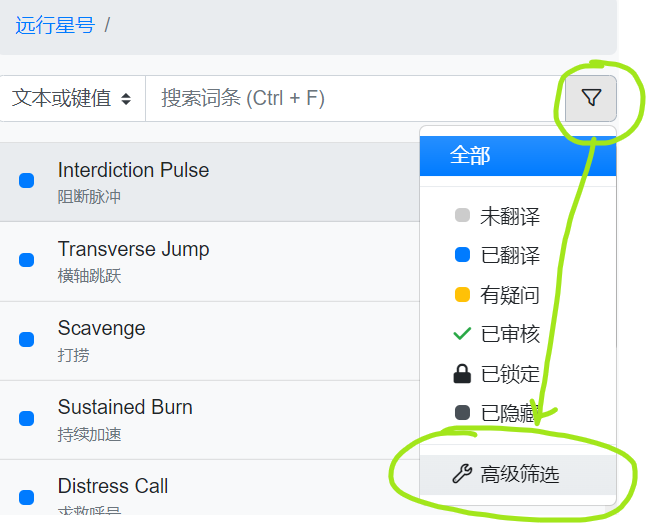 远行星号 /
文本或键值 搜索词条 (Ctrl + F)
全部
Interdiction Pulse
阻断脉冲
未翻译
Transverse Jump
已翻译
横轴跳跃
有疑问
Scavenge
已审核
打捞
已锁定
Sustained Burn
已隐藏
持续加速
高级筛选
Distress Call
求救呼号